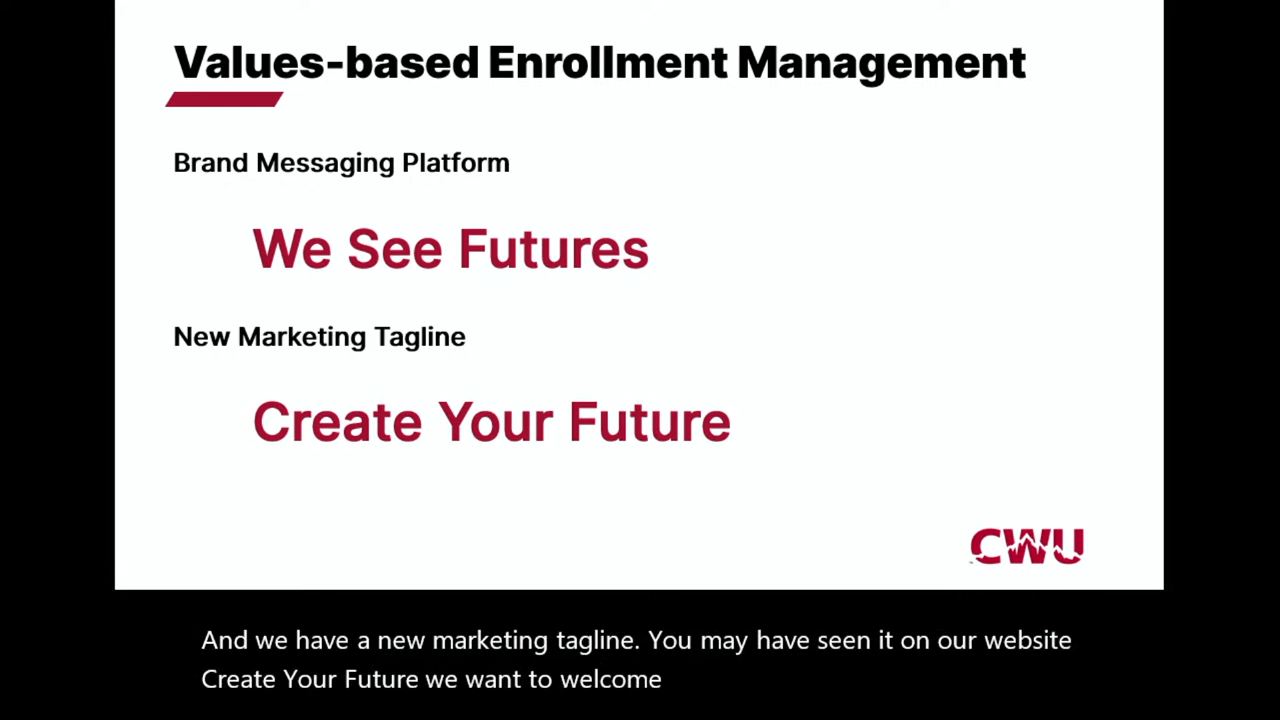 Values-based Enrollment Management
Brand Messaging Platform
We See Futures
New Marketing Tagline
Create Your Future
CWU
And we have a new marketing tagline. You may have seen it on our website
Create Your Future we want to welcome